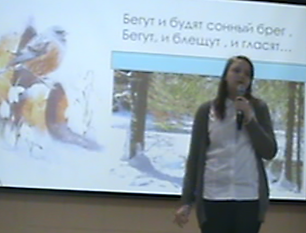 Бегут и будят сонный брег ,
Бегут, и блещут , и гласят...